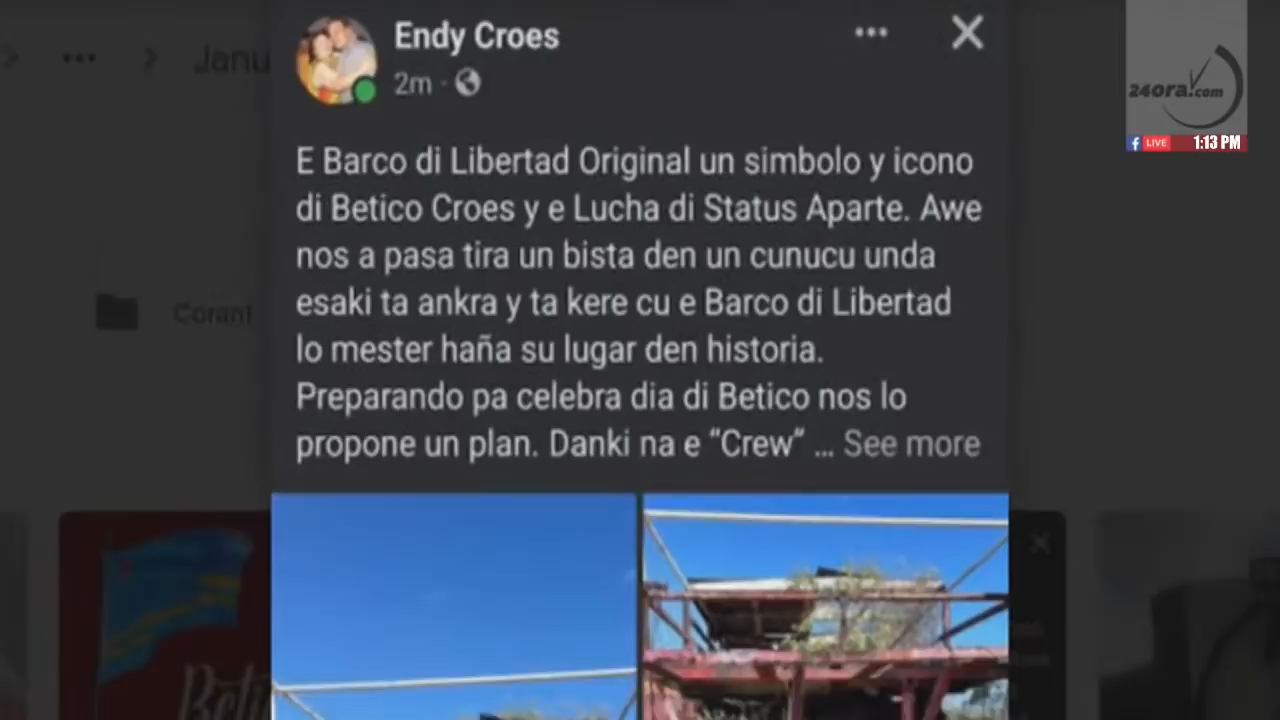 Endy Croes
2m
E Barco di Libertad Original un simbolo y icono
di Betico Croes y e Lucha di Status Aparte. Awe
nos a pasa tira un bista den un cunucu unda
esaki ta ankra y ta kere cu e Barco di Libertad
lo mester haña su lugar den historia.
Preparando pa celebra dia di Betico nos lo
propone un plan. Danki na e “Crew” ... See more
24ora.com
LIVE 1:13 PM
Janu
Corant
Beti